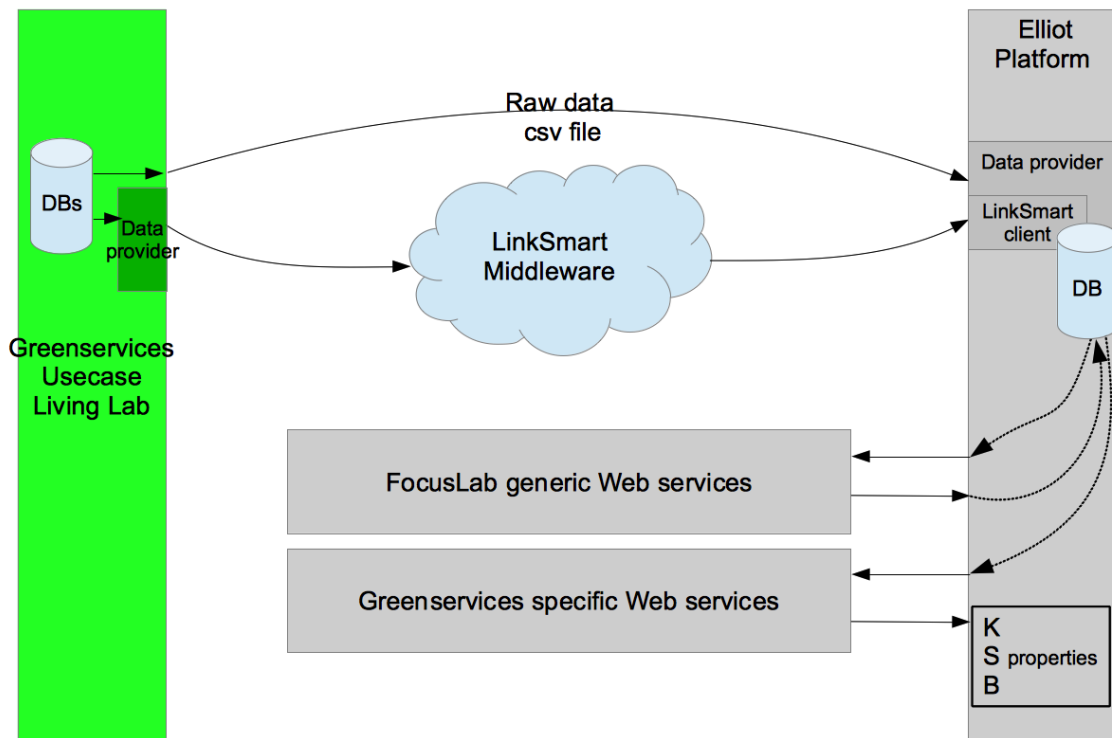 Elliot
Platform
Raw data
csv file
Data provider
DBs
LinkSmart
client
Data
provider
LinkSmart
Middleware
DB
Greenservices
Usecase
Living Lab
FocusLab generic Web services
Greenservices specific Web services
K
S properties
B